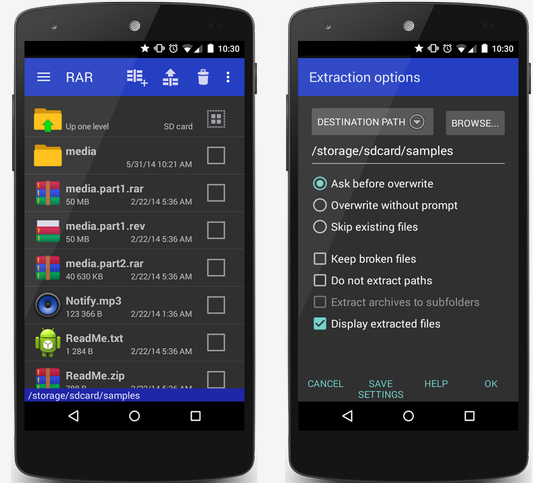 10:30
RAR
Up one level
SD card
media
5/31/14 10:21 AM
media.part1.rar
50 MB 2/22/14 5:36 AM
media.part1.rev
50 MB 2/22/14 5:36 AM
media.part2.rar
40 630 KB 2/22/14 5:36 AM
Notify.mp3
123 366 B 2/22/14 1:36 AM
ReadMe.txt
1 284 B 2/22/14 5:36 AM
ReadMe.zip
788 B 2/22/14 5:36 AM
/storage/sdcard/samples
10:30
Extraction options
DESTINATION PATH
BROWSE...
/storage/sdcard/samples
Ask before overwrite
Overwrite without prompt
Skip existing files
Keep broken files
Do not extract paths
Extract archives to subfolders
Display extracted files
CANCEL
SAVE
SETTINGS
HELP
OK